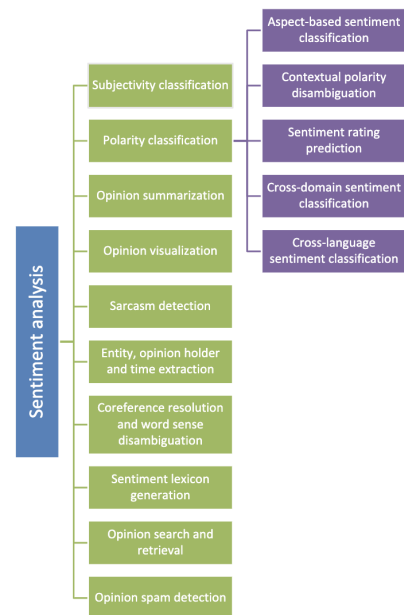 Sentiment analysis
Subjectivity classification
Polarity classification
Opinion summarization
Opinion visualization
Sarcasm detection
Entity, opinion holder
and time extraction
Coreference resolution
and word sense
disambiguation
Sentiment lexicon
generation
Opinion search and
retrieval
Opinion spam detection
Aspect-based sentiment
classification
Contextual polarity
disambiguation
Sentiment rating
prediction
Cross-domain sentiment
classification
Cross-language
sentiment classification